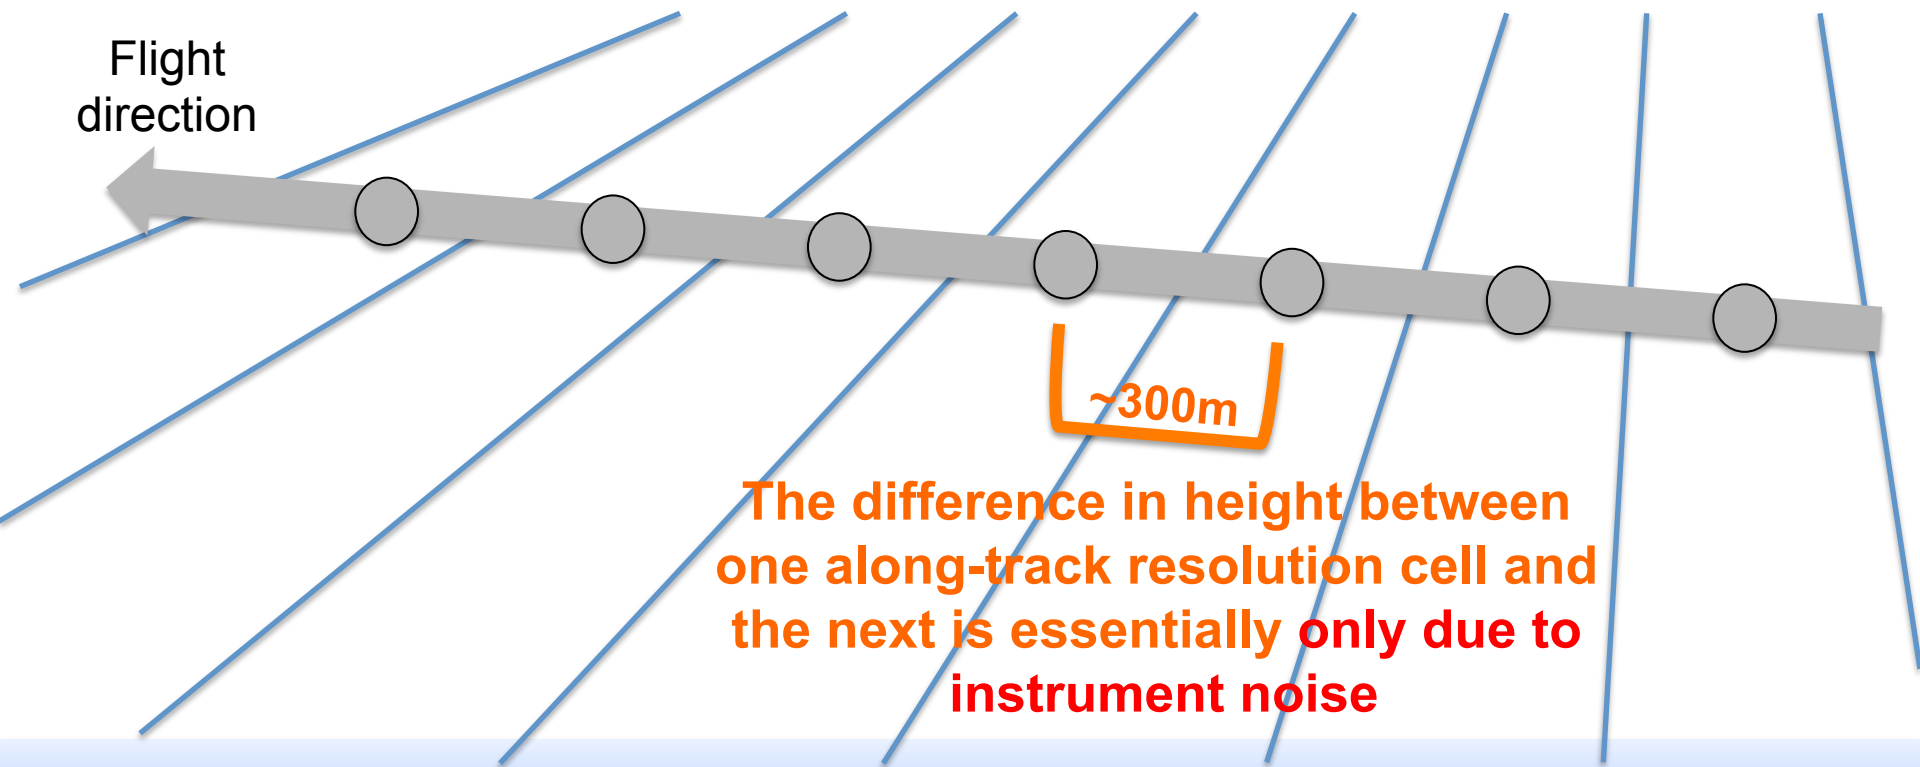 Flight
direction
~300m
The difference in height between
one along-track resolution cell and
the next is essentially only due to
instrument noise